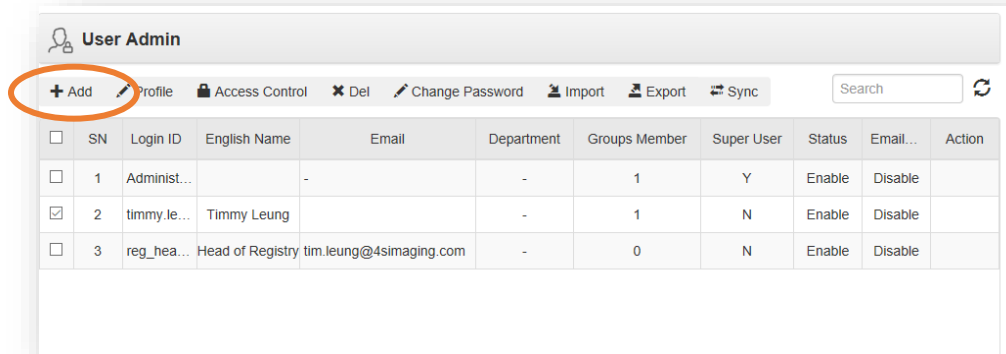 User Admin
Add Profile Access Control Del Change Password Import Export Sync Search
SN Login ID English Name Email Department Groups Member Super User Status Email... Action
1 Administ... - - 1 Y Enable Disable
2 timmy.le... Timmy Leung - 1 N Enable Disable
3 reg_hea... Head of Registry tim.leung@4simaging.com - 0 N Enable Disable